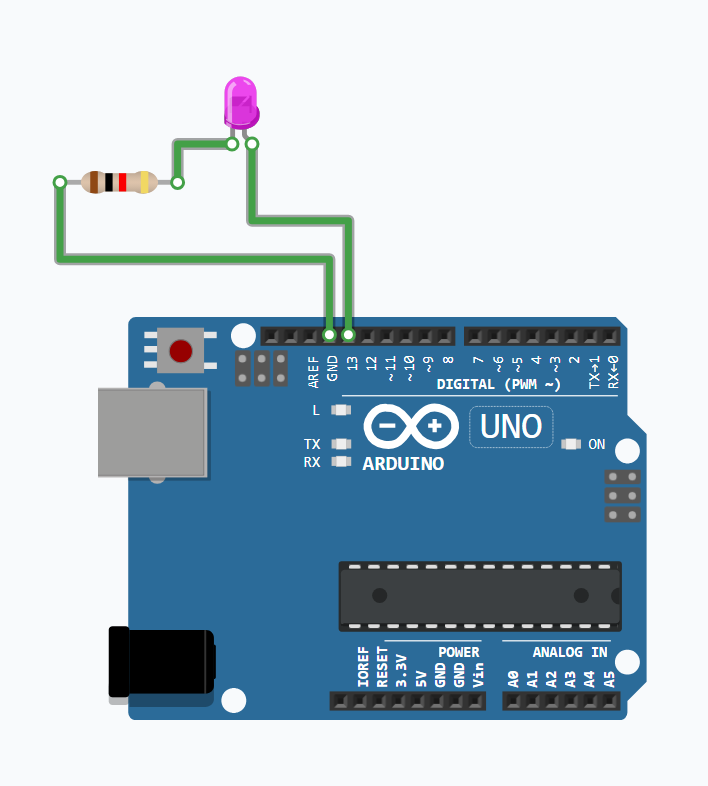 AREF
GND
13
12
~11
~10
~9
8
7
~6
~5
4
~3
2
TX→1
RX←0
DIGITAL (PWM ~)
L
TX
RX
UNO
ON
ARDUINO
POWER
ANALOG IN
IOREF
RESET
3.3V
5V
GND
GND
Vin
A0
A1
A2
A3
A4
A5